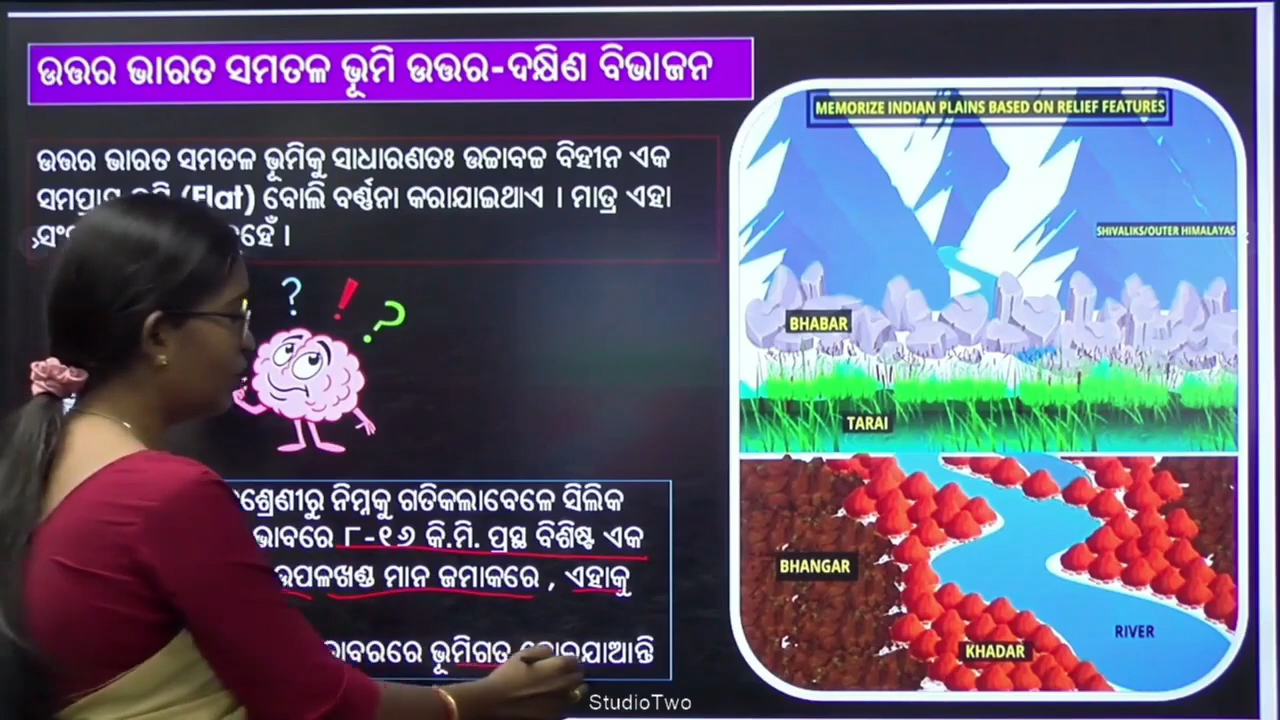 ଉତ୍ତର ଭାରତ ସମତଳ ଭୂମି ଉତ୍ତର-ଦକ୍ଷିଣ ବିଭାଜନ
ଉତ୍ତର ଭାରତ ସମତଳ ଭୂମିକୁ ସାଧାରଣତଃ ଉଚ୍ଚାବଚ୍ଚ ବିହୀନ ଏକ
(Flat) ବୋଲି ବର୍ଣ୍ଣନା କରାଯାଇଥାଏ । ମାତ୍ର ଏହା
? ! ?
ନିମ୍ନକୁ ଗତିକଲାବେଳେ ସିଲିକ
୮-୧୬ କି.ମି. ପ୍ରସ୍ଥ ବିଶିଷ୍ଟ ଏକ
ଉପଳଖଣ୍ଡ ମାନ ଜମାକରେ , ଏହାକୁ
ଭୂମିଗତ
MEMORIZE INDIAN PLAINS BASED ON RELIEF FEATURES
SHIVALIKS/OUTER HIMALAYAS
BHABAR
TARAI
BHANGAR
RIVER
KHADAR
StudioTwo